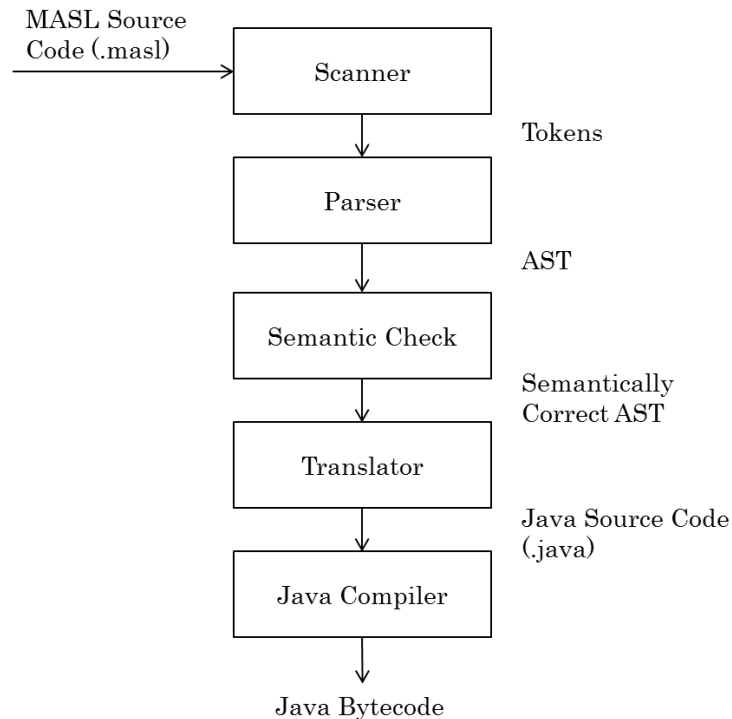 MASL Source
Code (.masl)
Scanner
Tokens
Parser
AST
Semantic Check
Semantically
Correct AST
Translator
Java Source Code
(.java)
Java Compiler
Java Bytecode